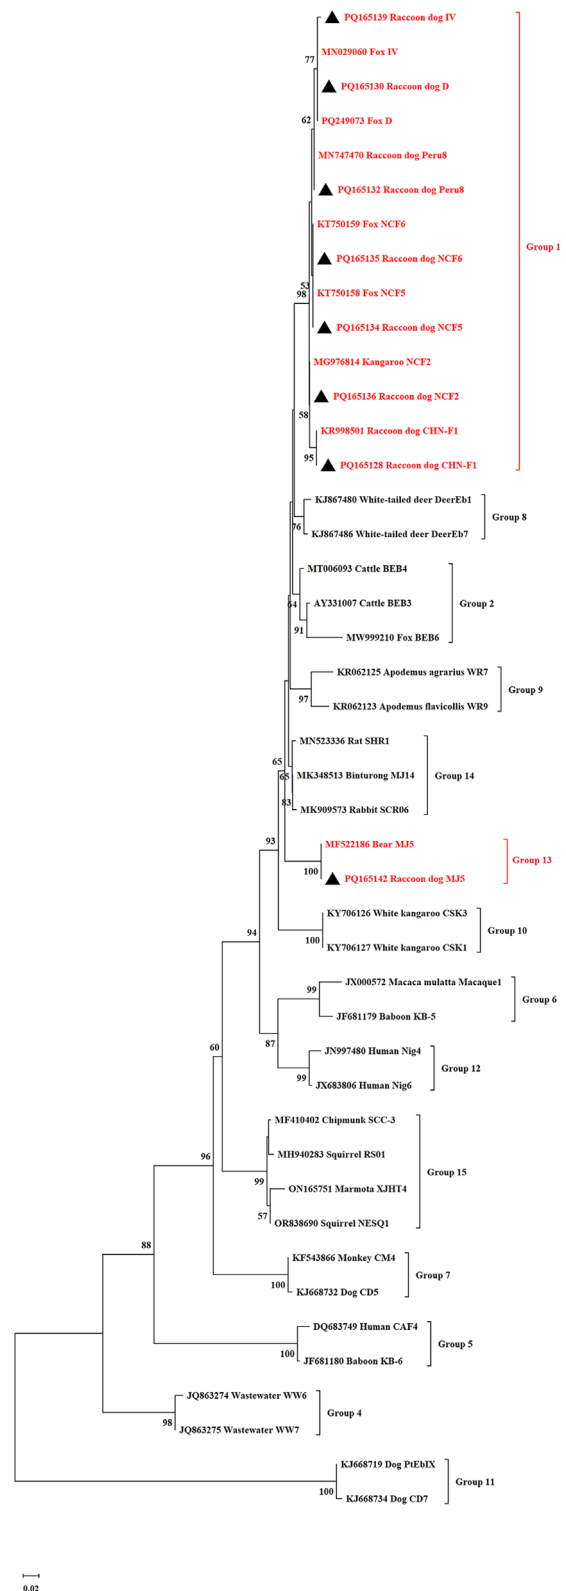 PQ165139 Raccoon dog IV
77
MN029060 Fox IV
PQ165130 Raccoon dog D
62
PQ249073 Fox D
MN747470 Raccoon dog Peru8
PQ165132 Raccoon dog Peru8
KT750159 Fox NCF6
Group 1
PQ165135 Raccoon dog NCF6
53
98
KT750158 Fox NCF5
PQ165134 Raccoon dog NCF5
MG976814 Kangaroo NCF2
PQ165136 Raccoon dog NCF2
58
KR998501 Raccoon dog CHN-F1
95
PQ165128 Raccoon dog CHN-F1
KJ867480 White-tailed deer DeerEb1
76
Group 8
KJ867486 White-tailed deer DeerEb7
MT006093 Cattle BEB4
64
AY331007 Cattle BEB3
Group 2
91
MW999210 Fox BEB6
KR062125 Apodemus agrarius WR7
97
Group 9
KR062123 Apodemus flavicollis WR9
MN523336 Rat SHR1
65
65
MK348513 Binturong MJ14
Group 14
83
MK909573 Rabbit SCR06
93
MF522186 Bear MJ5
100
Group 13
PQ165142 Raccoon dog MJ5
KY706126 White kangaroo CSK3
94
100
Group 10
KY706127 White kangaroo CSK1
JX000572 Macaca mulatta Macaque1
99
Group 6
JF681179 Baboon KB-5
87
60
JN997480 Human Nig4
99
Group 12
JX683806 Human Nig6
MF410402 Chipmunk SCC-3
96
MH940283 Squirrel RS01
99
Group 15
ON165751 Marmota XJHT4
57
OR838690 Squirrel NESQ1
88
KF543866 Monkey CM4
100
Group 7
KJ668732 Dog CD5
DQ683749 Human CAF4
100
Group 5
JF681180 Baboon KB-6
JQ863274 Wastewater WW6
98
Group 4
JQ863275 Wastewater WW7
KJ668719 Dog PtEbIX
100
Group 11
KJ668734 Dog CD7
0.02